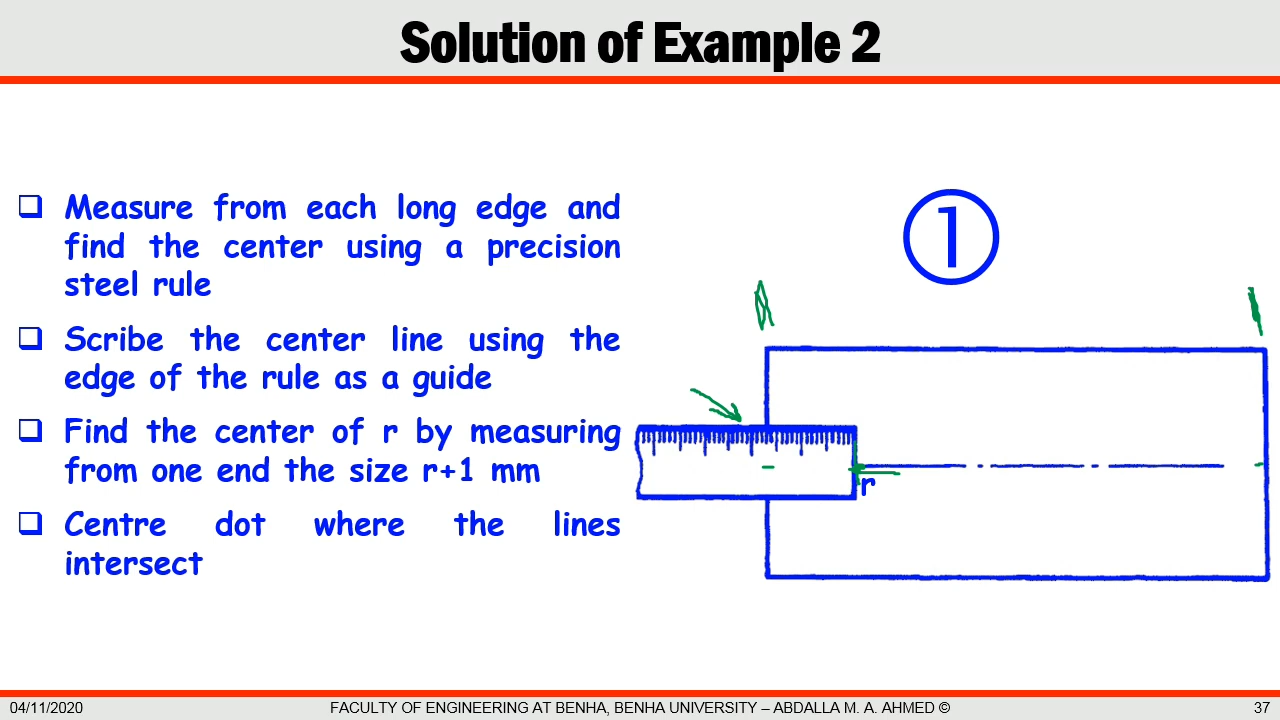 Solution of Example 2
Measure from each long edge and
find the center using a precision
steel rule
Scribe the center line using the
edge of the rule as a guide
Find the center of r by measuring
from one end the size r+1 mm
Centre dot where the lines
intersect
1
r
04/11/2020
FACULTY OF ENGINEERING AT BENHA, BENHA UNIVERSITY – ABDALLA M. A. AHMED ©
37